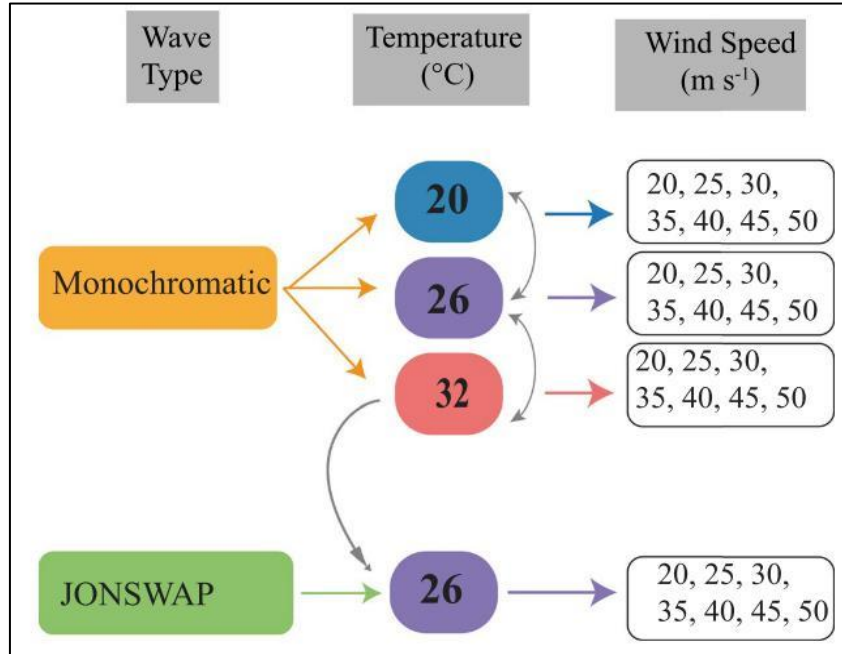 Wave
Type
Temperature
(°C)
Wind Speed
(m s⁻¹)
Monochromatic
20
20, 25, 30,
35, 40, 45, 50
26
20, 25, 30,
35, 40, 45, 50
32
20, 25, 30,
35, 40, 45, 50
JONSWAP
26
20, 25, 30,
35, 40, 45, 50